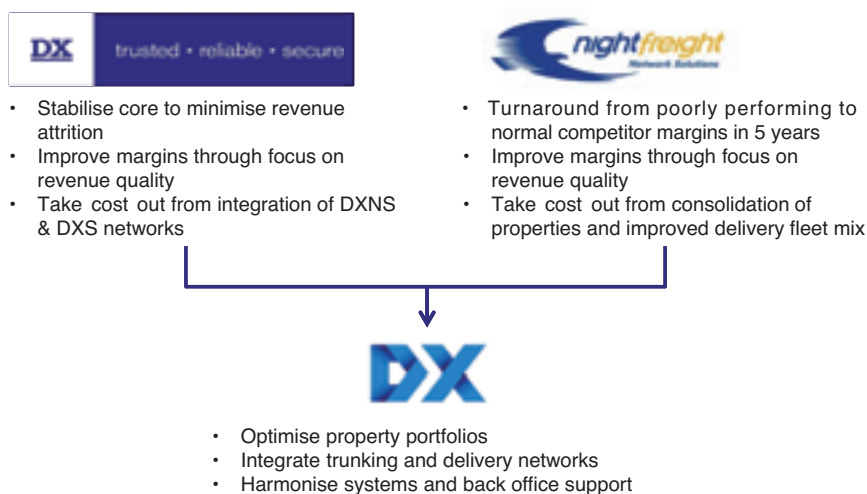 DX
trusted • reliable • secure
nightfreight
Network Solutions
• Stabilise core to minimise revenue
attrition
• Improve margins through focus on
revenue quality
• Take cost out from integration of DXNS
& DXS networks
• Turnaround from poorly performing to
normal competitor margins in 5 years
• Improve margins through focus on
revenue quality
• Take cost out from consolidation of
properties and improved delivery fleet mix
DX
• Optimise property portfolios
• Integrate trunking and delivery networks
• Harmonise systems and back office support